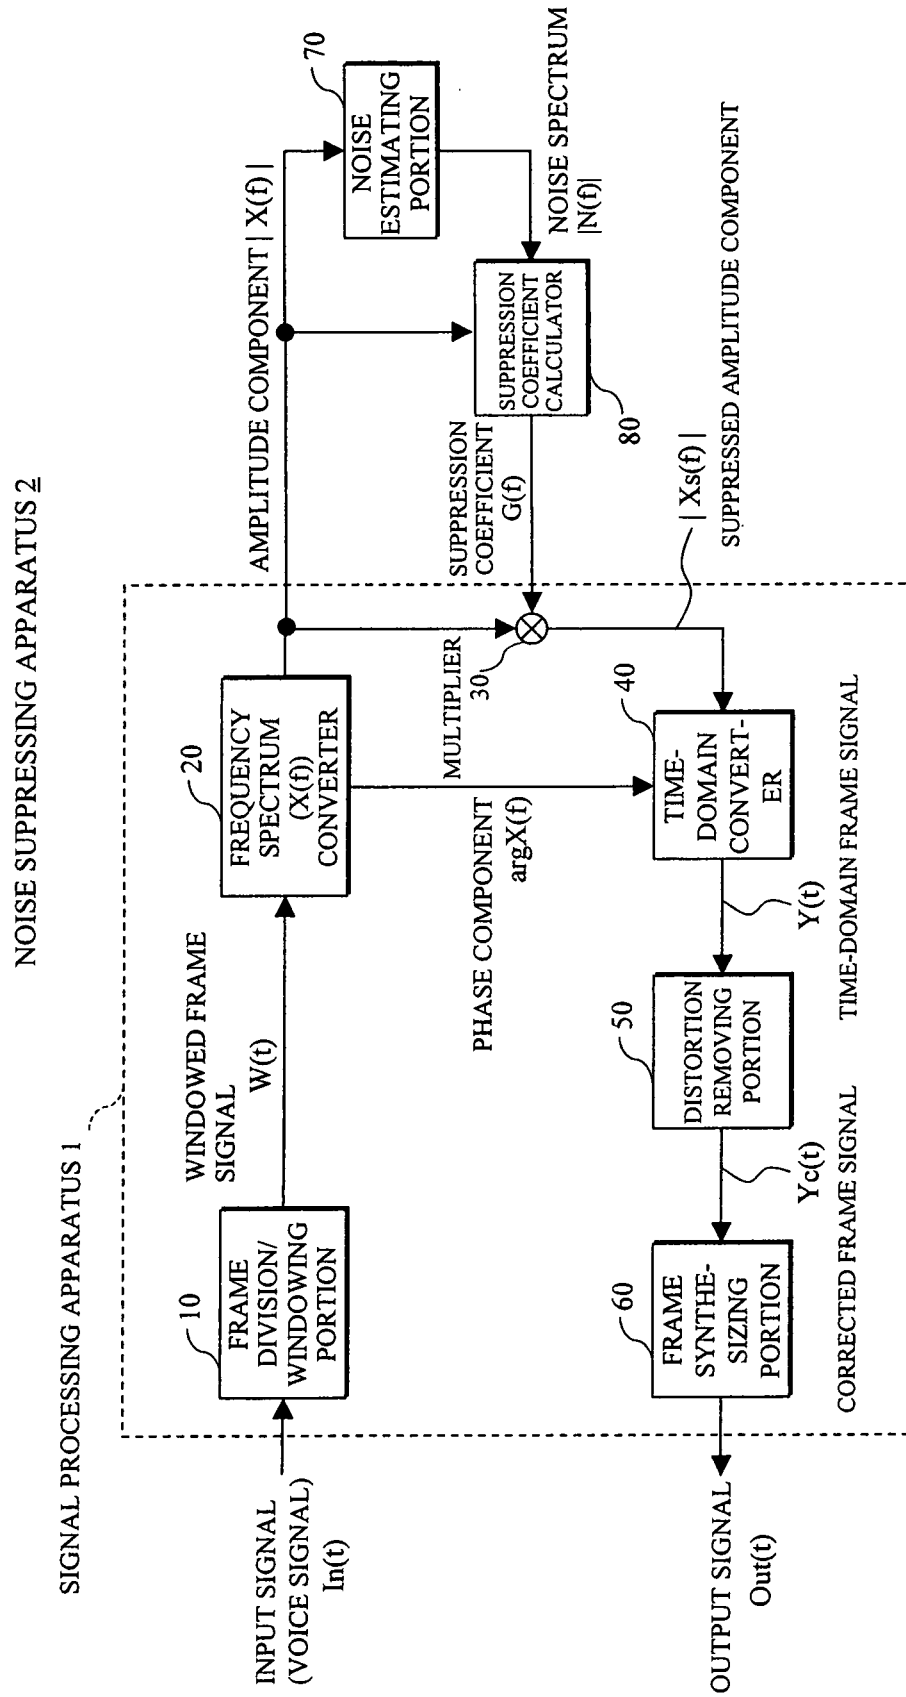 NOISE SUPPRESSING APPARATUS 2
SIGNAL PROCESSING APPARATUS 1
INPUT SIGNAL
(VOICE SIGNAL)
In(t)
10
FRAME
DIVISION/
WINDOWING
PORTION
WINDOWED FRAME
SIGNAL
W(t)
20
FREQUENCY
SPECTRUM
(X(f))
CONVERTER
AMPLITUDE COMPONENT | X(f) |
70
NOISE
ESTIMATING
PORTION
NOISE SPECTRUM
|N(f)|
SUPPRESSION
COEFFICIENT
CALCULATOR
80
SUPPRESSION
COEFFICIENT
G(f)
MULTIPLIER
30
PHASE COMPONENT
argX(f)
| Xs(f) |
SUPPRESSED AMPLITUDE COMPONENT
40
TIME-
DOMAIN
CONVERT-
ER
Y(t)
TIME-DOMAIN FRAME SIGNAL
50
DISTORTION
REMOVING
PORTION
Yc(t)
CORRECTED FRAME SIGNAL
60
FRAME
SYNTHE-
SIZING
PORTION
OUTPUT SIGNAL
Out(t)